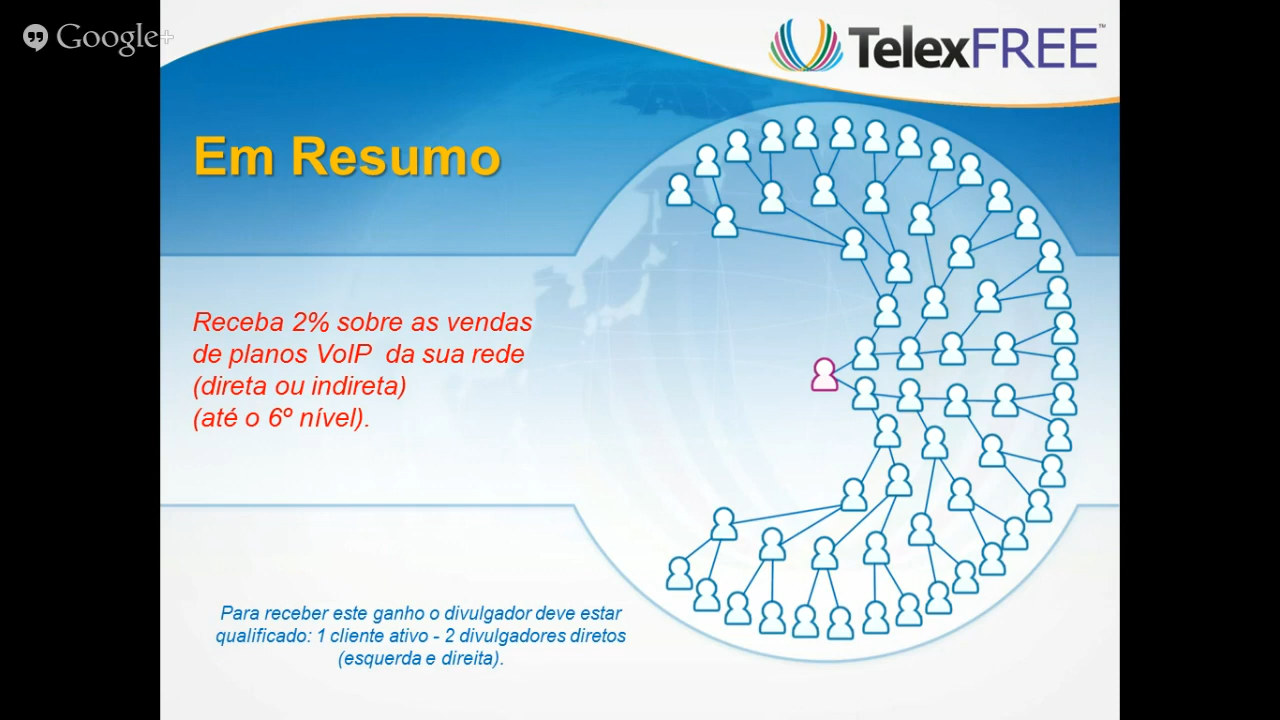 Google+
TelexFREE™
Em Resumo
Receba 2% sobre as vendas
de planos VoIP da sua rede
(direta ou indireta)
(até o 6º nível).
Para receber este ganho o divulgador deve estar
qualificado: 1 cliente ativo - 2 divulgadores diretos
(esquerda e direita).